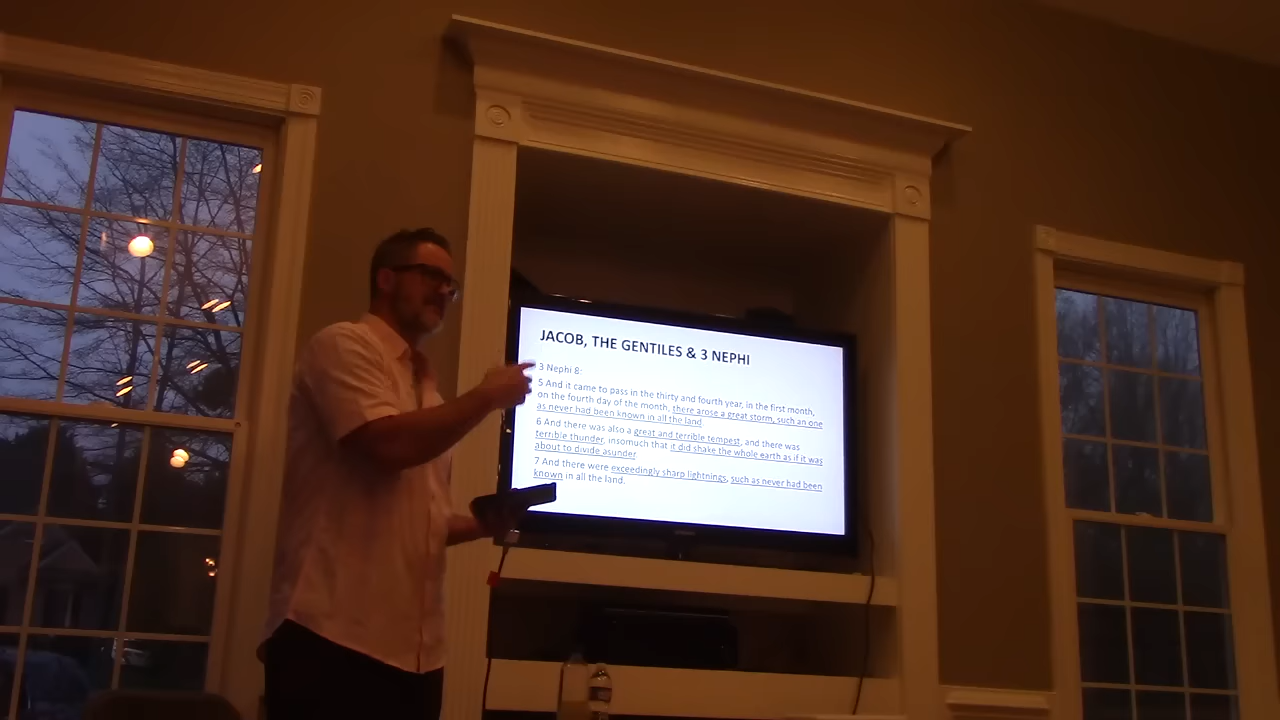 JACOB, THE GENTILES & 3 NEPHI
3 Nephi 8:
5 And it came to pass in the thirty and fourth year, in the first month,
on the fourth day of the month, there arose a great storm, such an one
as never had been known in all the land.
6 And there was also a great and terrible tempest, and there was
terrible thunder, insomuch that it did shake the whole earth as if it was
about to divide asunder.
7 And there were exceedingly sharp lightnings, such as never had been
known in all the land.